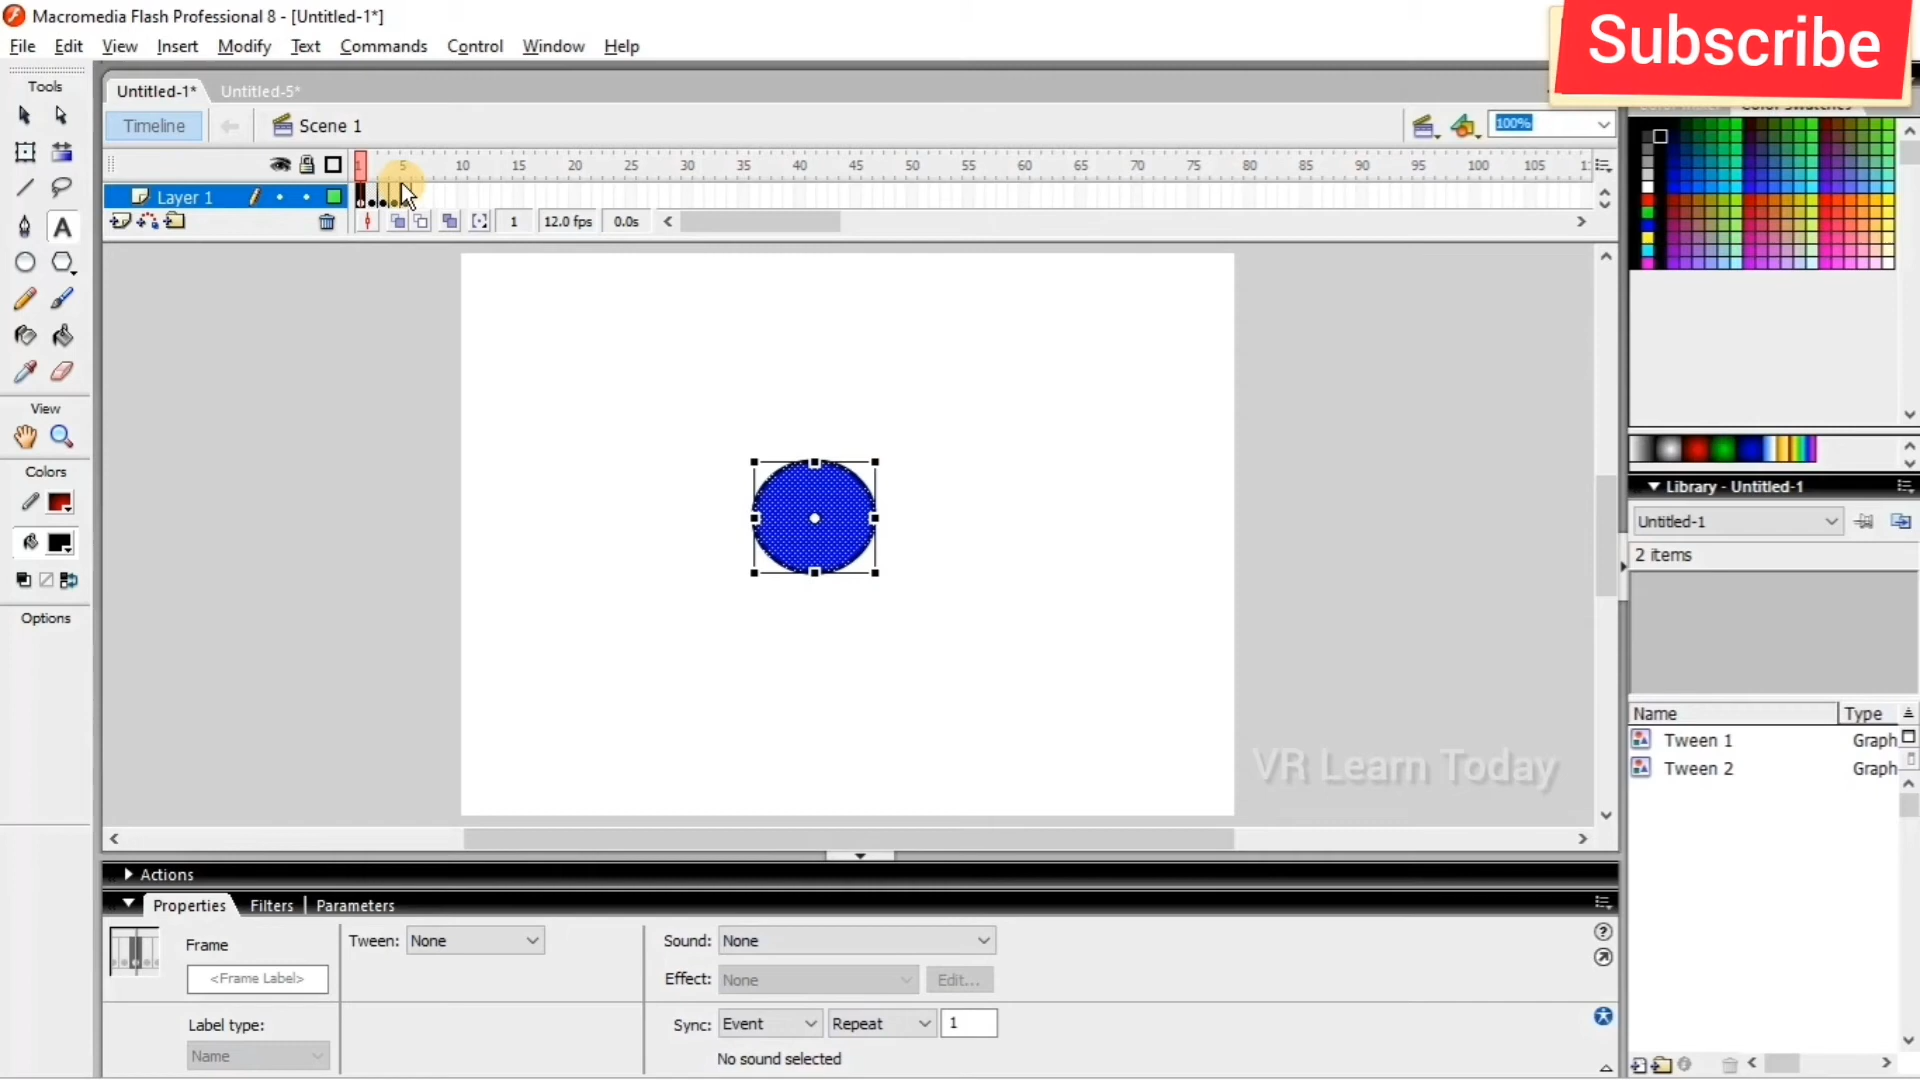 Macromedia Flash Professional 8 - [Untitled-1*]
Subscribe
File Edit View Insert Modify Text Commands Control Window Help
Tools
Untitled-1* Untitled-5*
Timeline Scene 1 100%
1 5 10 15 20 25 30 35 40 45 50 55 60 65 70 75 80 85 90 95 100 105
Layer 1
1 12.0 fps 0.0s
View
Colors
Options
Library - Untitled-1
Untitled-1
2 items
Name Type
Tween 1 Graph
Tween 2 Graph
VR Learn Today
Actions
Properties Filters Parameters
Frame Tween: None Sound: None
<Frame Label> Effect: None Edit...
Label type: Sync: Event Repeat 1
Name No sound selected